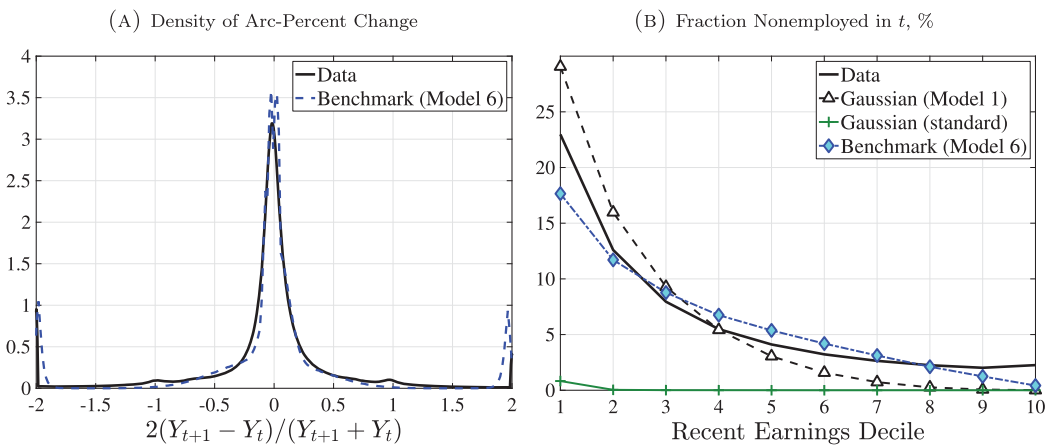 (A) Density of Arc-Percent Change
4
3.5
3
2.5
2
1.5
1
0.5
0
Data
Benchmark (Model 6)
-2 -1.5 -1 -0.5 0 0.5 1 1.5 2
2(Y_{t+1} − Y_t)/(Y_{t+1} + Y_t)
(B) Fraction Nonemployed in t, %
25
20
15
10
5
0
Data
Gaussian (Model 1)
Gaussian (standard)
Benchmark (Model 6)
1 2 3 4 5 6 7 8 9 10
Recent Earnings Decile